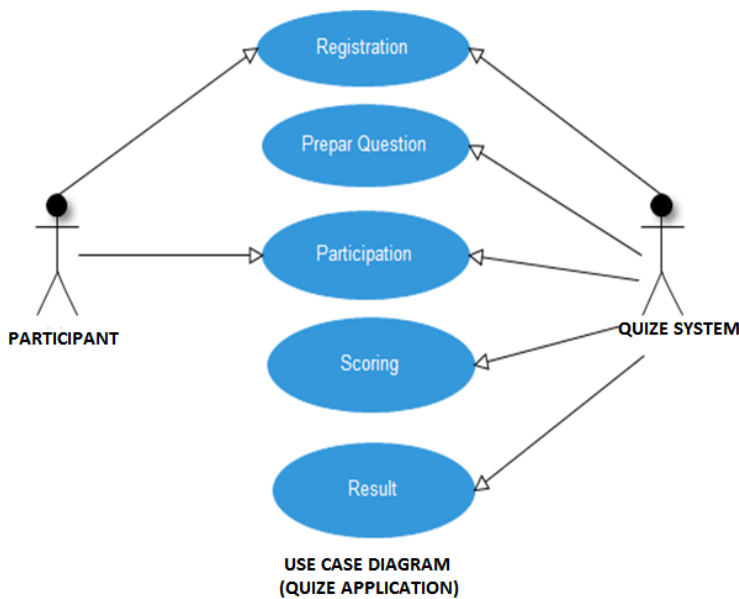 Registration
Prepar Question
Participation
PARTICIPANT
QUIZE SYSTEM
Scoring
Result
USE CASE DIAGRAM
(QUIZE APPLICATION)